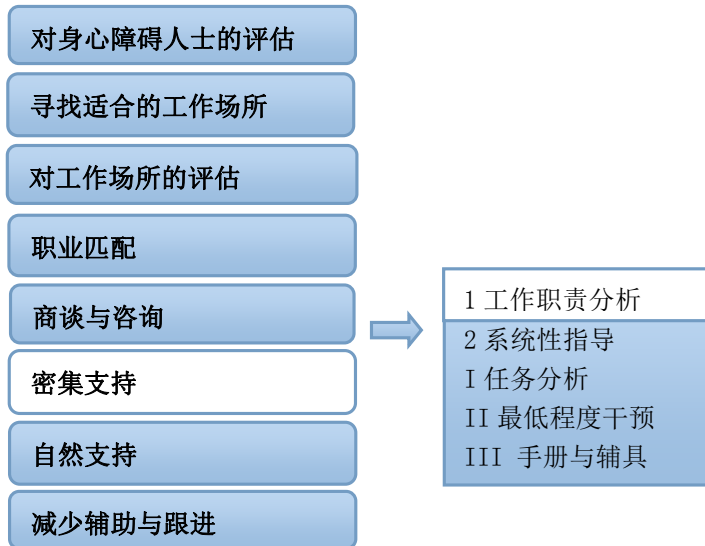 对身心障碍人士的评估
寻找适合的工作场所
对工作场所的评估
职业匹配
商谈与咨询
密集支持
自然支持
减少辅助与跟进
1 工作职责分析
2 系统性指导
I 任务分析
II 最低程度干预
III 手册与辅具